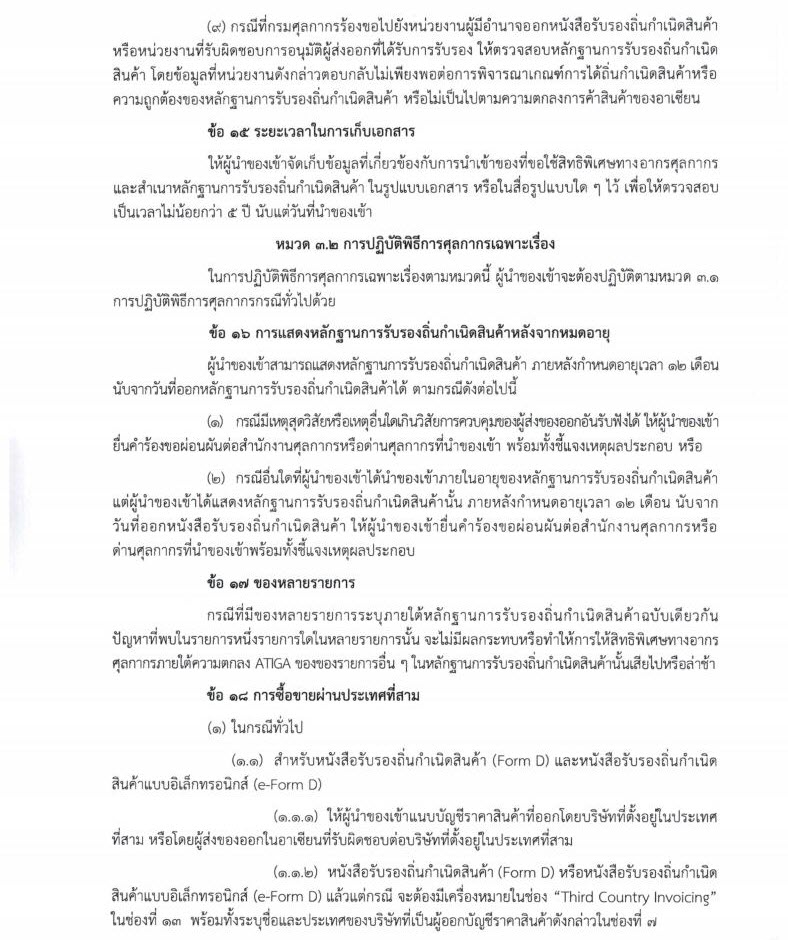 (๙) กรณีที่กรมศุลกากรร้องขอไปยังหน่วยงานผู้มีอำนาจออกหนังสือรับรองถิ่นกำเนิดสินค้า
หรือหน่วยงานที่รับผิดชอบการอนุมัติผู้ส่งออกที่ได้รับการรับรอง ให้ตรวจสอบหลักฐานการรับรองถิ่นกำเนิด
สินค้า โดยข้อมูลที่หน่วยงานดังกล่าวตอบกลับไม่เพียงพอต่อการพิจารณาเกณฑ์การได้ถิ่นกำเนิดสินค้าหรือ
ความถูกต้องของหลักฐานการรับรองถิ่นกำเนิดสินค้า หรือไม่เป็นไปตามความตกลงการค้าสินค้าของอาเซียน
ข้อ ๑๕ ระยะเวลาในการเก็บเอกสาร
ให้ผู้นำของเข้าจัดเก็บข้อมูลที่เกี่ยวข้องกับการนำเข้าของที่ขอใช้สิทธิพิเศษทางอากรศุลกากร
และสำเนาหลักฐานการรับรองถิ่นกำเนิดสินค้า ในรูปแบบเอกสาร หรือในสื่อรูปแบบใด ๆ ไว้ เพื่อให้ตรวจสอบ
เป็นเวลาไม่น้อยกว่า ๕ ปี นับแต่วันที่นำของเข้า
หมวด ๓.๒ การปฏิบัติพิธีการศุลกากรเฉพาะเรื่อง
ในการปฏิบัติพิธีการศุลกากรเฉพาะเรื่องตามหมวดนี้ ผู้นำของเข้าจะต้องปฏิบัติตามหมวด ๓.๑
การปฏิบัติพิธีการศุลกากรกรณีทั่วไปด้วย
ข้อ ๑๖ การแสดงหลักฐานการรับรองถิ่นกำเนิดสินค้าหลังจากหมดอายุ
ผู้นำของเข้าสามารถแสดงหลักฐานการรับรองถิ่นกำเนิดสินค้า ภายหลังกำหนดอายุเวลา ๑๒ เดือน
นับจากวันที่ออกหลักฐานการรับรองถิ่นกำเนิดสินค้าได้ ตามกรณีดังต่อไปนี้
(๑) กรณีมีเหตุสุดวิสัยหรือเหตุอื่นใดเกินวิสัยการควบคุมของผู้ส่งของออกอันรับฟังได้ ให้ผู้นำของเข้า
ยื่นคำร้องขอผ่อนผันต่อสำนักงานศุลกากรหรือด่านศุลกากรที่นำของเข้า พร้อมทั้งชี้แจงเหตุผลประกอบ หรือ
(๒) กรณีอื่นใดที่ผู้นำของเข้าได้นำของเข้าภายในอายุของหลักฐานการรับรองถิ่นกำเนิดสินค้า
แต่ผู้นำของเข้าได้แสดงหลักฐานการรับรองถิ่นกำเนิดสินค้านั้น ภายหลังกำหนดอายุเวลา ๑๒ เดือน นับจาก
วันที่ออกหนังสือรับรองถิ่นกำเนิดสินค้า ให้ผู้นำของเข้ายื่นคำร้องขอผ่อนผันต่อสำนักงานศุลกากรหรือ
ด่านศุลกากรที่นำของเข้าพร้อมทั้งชี้แจงเหตุผลประกอบ
ข้อ ๑๗ ของหลายรายการ
กรณีที่มีของหลายรายการระบุภายใต้หลักฐานการรับรองถิ่นกำเนิดสินค้าฉบับเดียวกัน
ปัญหาที่พบในรายการหนึ่งรายการใดในหลายรายการนั้น จะไม่มีผลกระทบหรือทำให้การให้สิทธิพิเศษทางอากร
ศุลกากรภายใต้ความตกลง ATIGA ของของรายการอื่น ๆ ในหลักฐานการรับรองถิ่นกำเนิดสินค้านั้นเสียไปหรือล่าช้า
ข้อ ๑๘ การซื้อขายผ่านประเทศที่สาม
(๑) ในกรณีทั่วไป
(๑.๑) สำหรับหนังสือรับรองถิ่นกำเนิดสินค้า (Form D) และหนังสือรับรองถิ่นกำเนิด
สินค้าแบบอิเล็กทรอนิกส์ (e-Form D)
(๑.๑.๑) ให้ผู้นำของเข้าแนบบัญชีราคาสินค้าที่ออกโดยบริษัทที่ตั้งอยู่ในประเทศ
ที่สาม หรือโดยผู้ส่งของออกในอาเซียนที่รับผิดชอบต่อบริษัทที่ตั้งอยู่ในประเทศที่สาม
(๑.๑.๒) หนังสือรับรองถิ่นกำเนิดสินค้า (Form D) หรือหนังสือรับรองถิ่นกำเนิด
สินค้าแบบอิเล็กทรอนิกส์ (e-Form D) แล้วแต่กรณี จะต้องมีเครื่องหมายในช่อง “Third Country Invoicing”
ในช่องที่ ๑๓ พร้อมทั้งระบุชื่อและประเทศของบริษัทที่เป็นผู้ออกบัญชีราคาสินค้าดังกล่าวในช่องที่ ๗